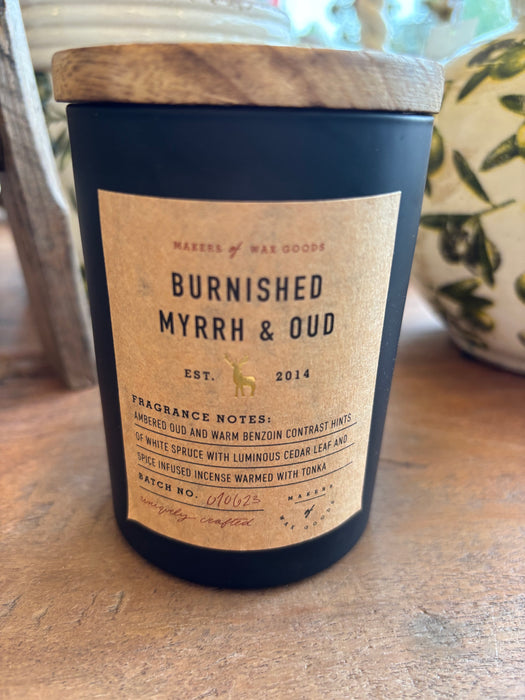 MAKERS of WAX GOODS
BURNISHED
MYRRH & OUD
EST. 2014
FRAGRANCE NOTES:
AMBERED OUD AND WARM BENZOIN CONTRAST HINTS
OF WHITE SPRUCE WITH LUMINOUS CEDAR LEAF AND
SPICE INFUSED INCENSE WARMED WITH TONKA
BATCH NO. 010623
uniquely crafted
MAKERS
of
WAX GOODS